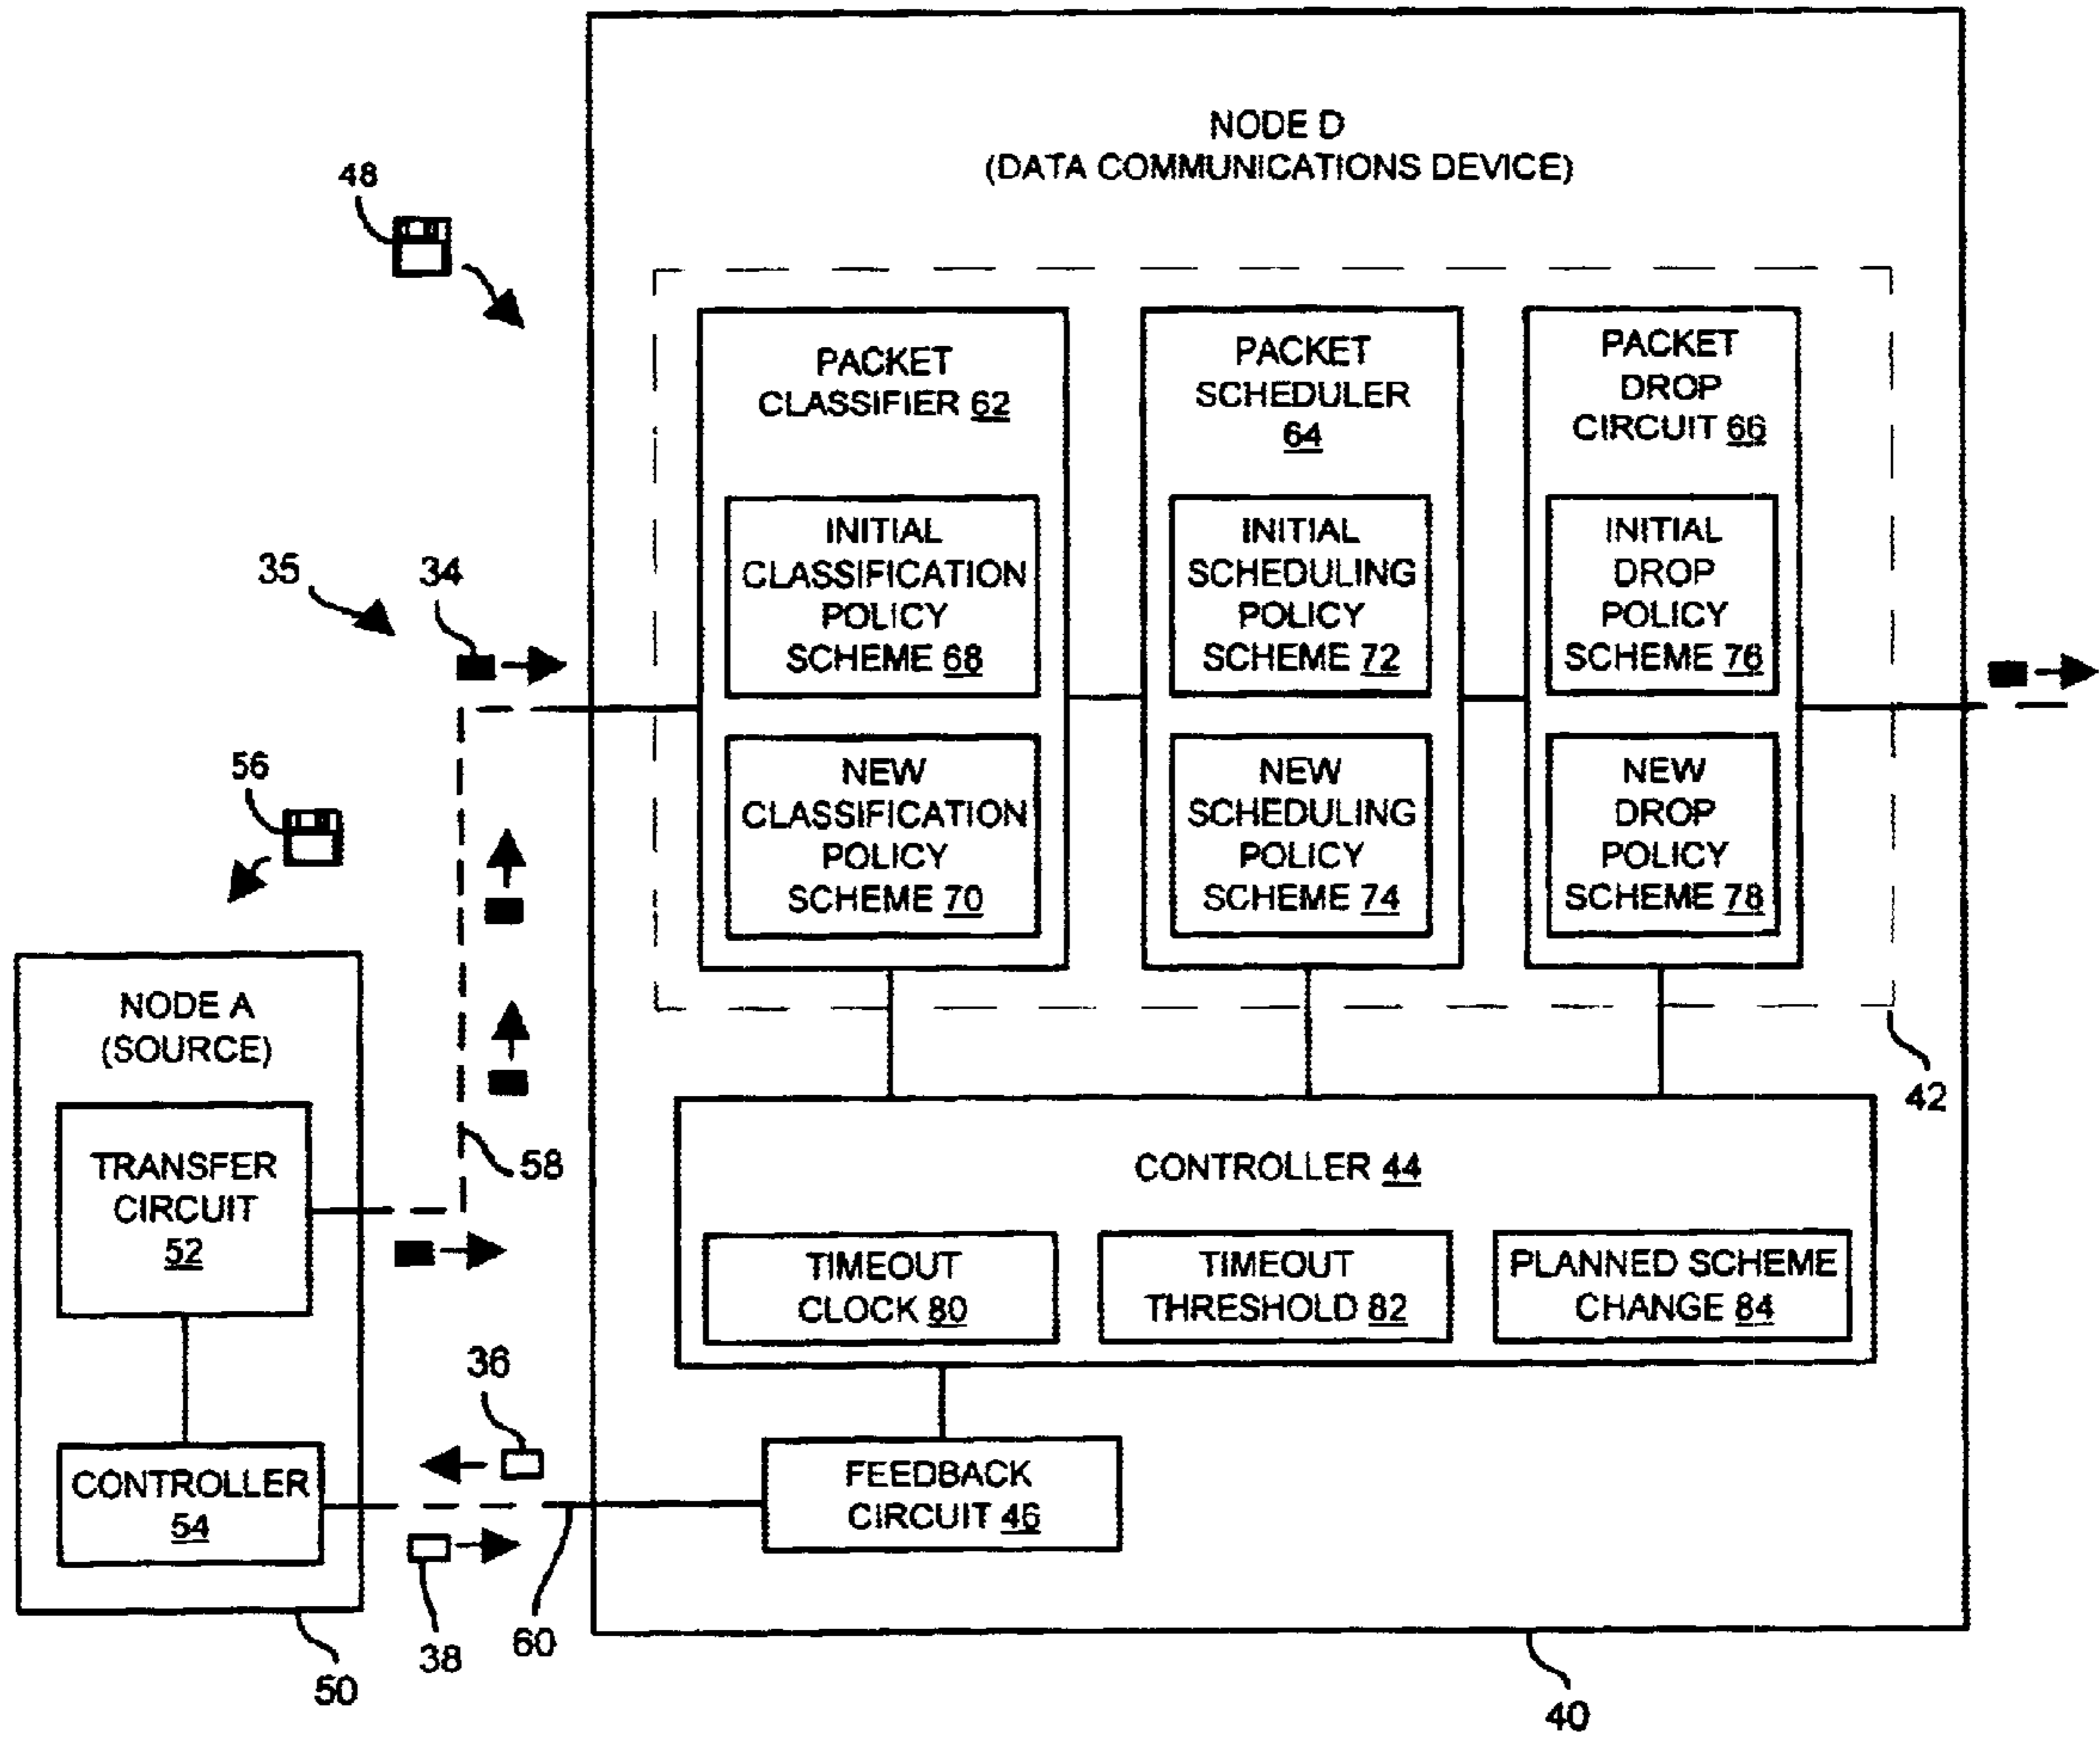 NODE D
(DATA COMMUNICATIONS DEVICE)
48
PACKET
CLASSIFIER 62
PACKET
SCHEDULER
64
PACKET
DROP
CIRCUIT 66
INITIAL
CLASSIFICATION
POLICY
SCHEME 68
INITIAL
SCHEDULING
POLICY
SCHEME 72
INITIAL
DROP
POLICY
SCHEME 76
35
34
NEW
CLASSIFICATION
POLICY
SCHEME 70
NEW
SCHEDULING
POLICY
SCHEME 74
NEW
DROP
POLICY
SCHEME 78
56
NODE A
(SOURCE)
42
TRANSFER
CIRCUIT
52
58
CONTROLLER 44
TIMEOUT
CLOCK 80
TIMEOUT
THRESHOLD 82
PLANNED SCHEME
CHANGE 84
36
CONTROLLER
54
FEEDBACK
CIRCUIT 46
38
60
50
40